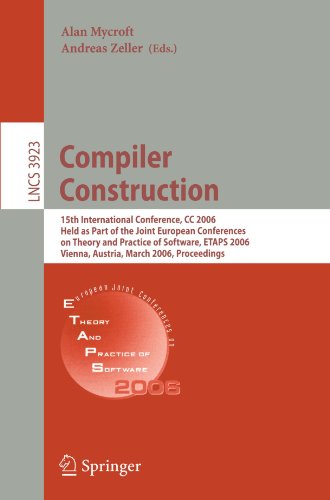 Alan Mycroft
Andreas Zeller (Eds.)
LNCS 3923
Compiler
Construction
15th International Conference, CC 2006
Held as Part of the Joint European Conferences
on Theory and Practice of Software, ETAPS 2006
Vienna, Austria, March 2006, Proceedings
European Joint Conferences on
ETAPS
THEORY
AND
PRACTICE OF
SOFTWARE
2006
Springer